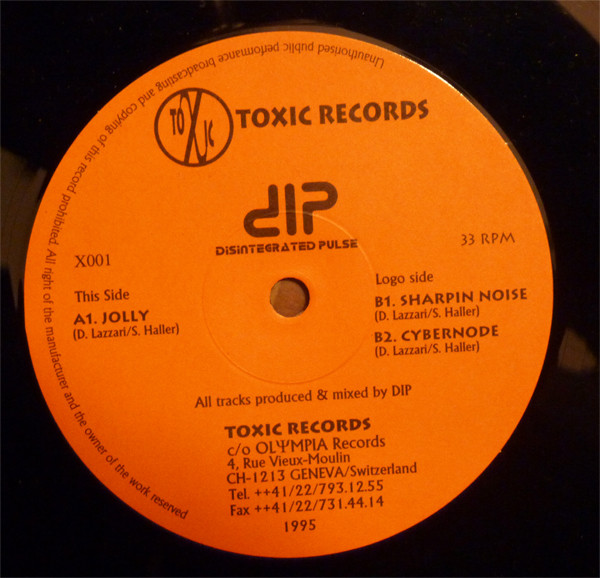 Unauthorised public performance broadcasting and copying of this record prohibited. All right of the manufacturer and the owner of the work reserved
TOXIC
TOXIC RECORDS
DIP
DISINTEGRATED PULSE
33 RPM
X001
This Side
A1. JOLLY
(D. Lazzari/S. Haller)
Logo side
B1. SHARPIN NOISE
(D. Lazzari/S. Haller)
B2. CYBERNODE
(D. Lazzari/S. Haller)
All tracks produced & mixed by DIP
TOXIC RECORDS
c/o OLΨMPIA Records
4, Rue Vieux-Moulin
CH-1213 GENEVA/Switzerland
Tel. ++41/22/793.12.55
Fax ++41/22/731.44.14
1995